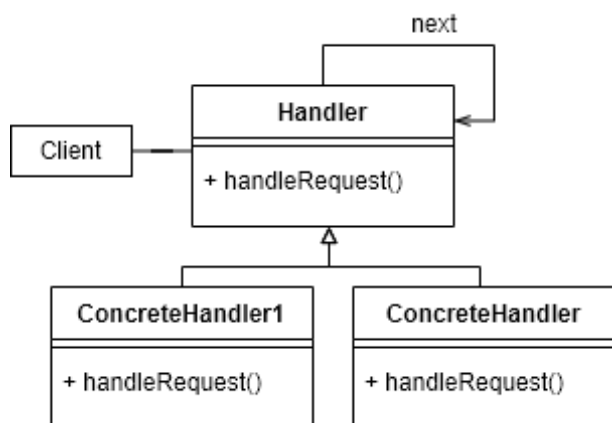 next
Handler
Client
+ handleRequest()
ConcreteHandler1
ConcreteHandler
+ handleRequest()
+ handleRequest()